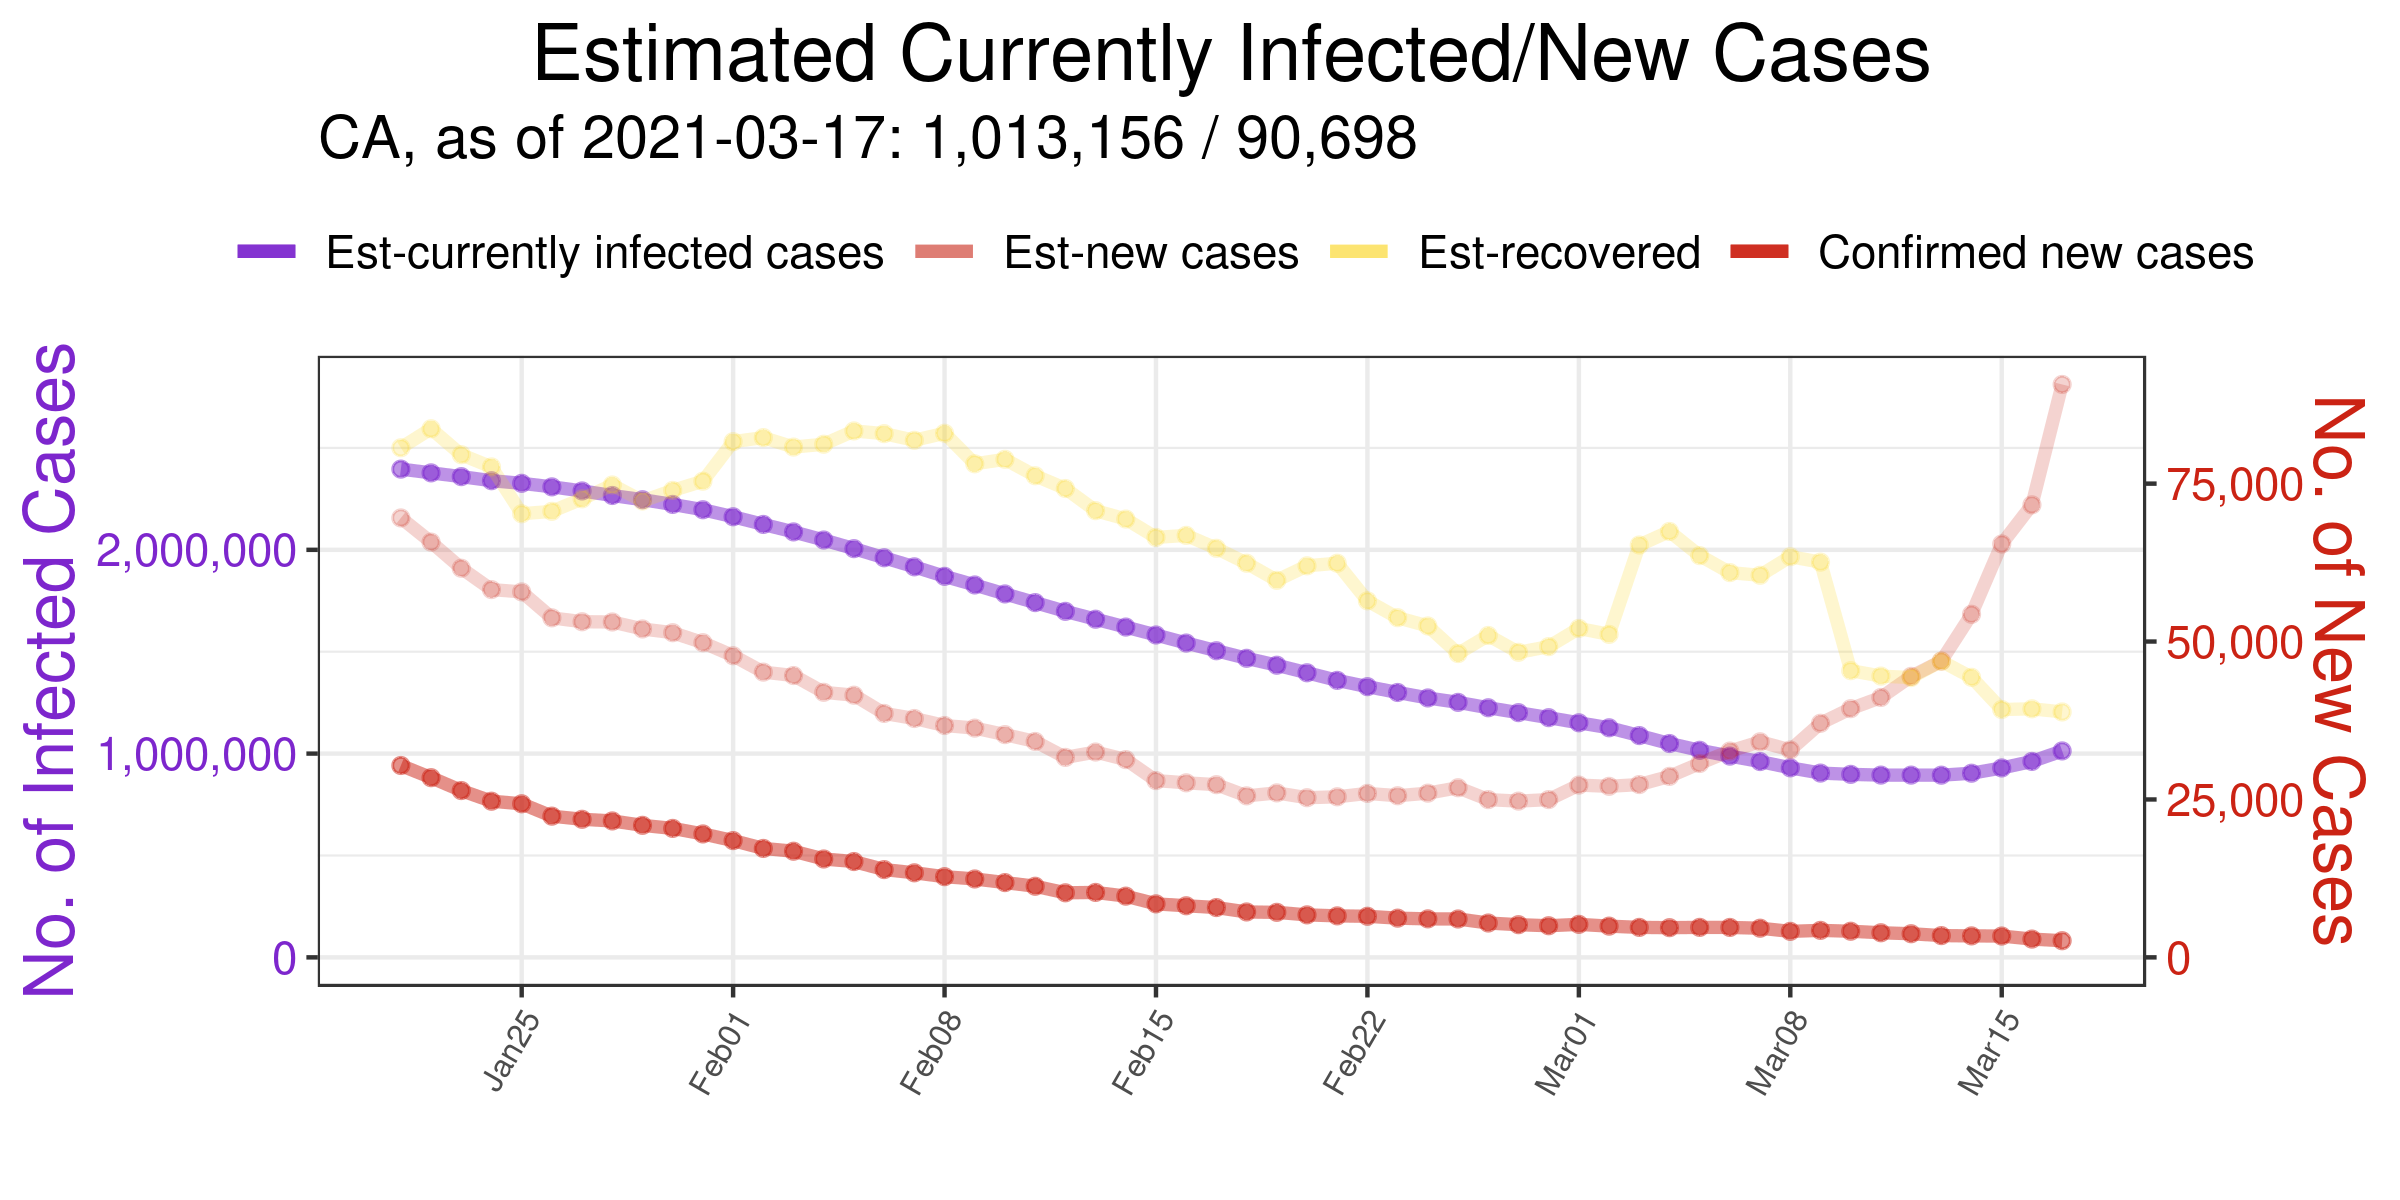 Estimated Currently Infected/New Cases
CA, as of 2021-03-17: 1,013,156 / 90,698
Est-currently infected cases Est-new cases Est-recovered Confirmed new cases
No. of Infected Cases
2,000,000
1,000,000
0
75,000
50,000
25,000
0
No. of New Cases
Jan25 Feb01 Feb08 Feb15 Feb22 Mar01 Mar08 Mar15